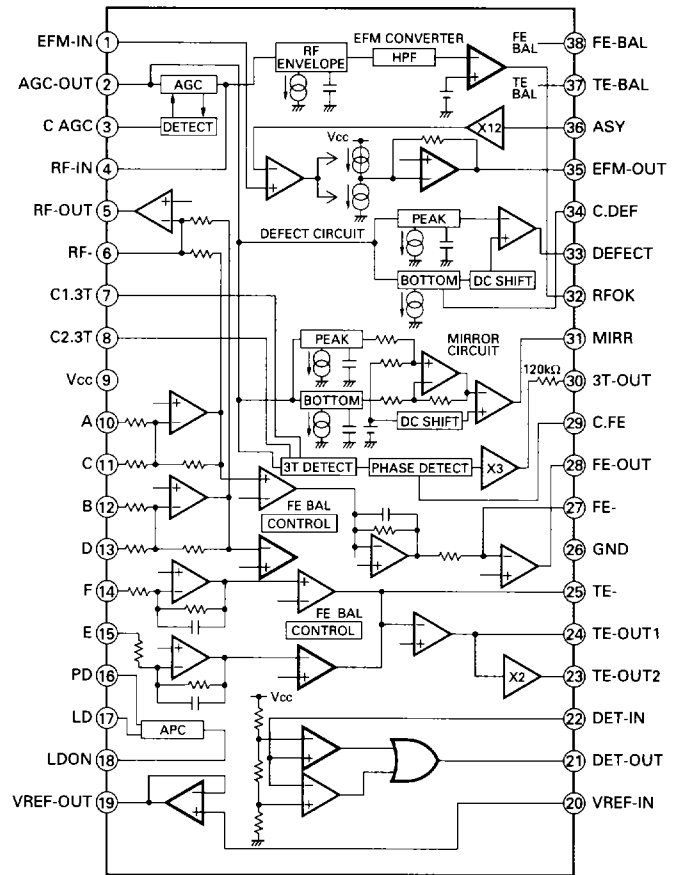 EFM-IN 1
AGC-OUT 2
C AGC 3
RF-IN 4
RF-OUT 5
RF- 6
C1.3T 7
C2.3T 8
Vcc 9
A 10
C 11
B 12
D 13
F 14
E 15
PD 16
LD 17
LDON 18
VREF-OUT 19
AGC
DETECT
RF ENVELOPE
EFM CONVERTER
HPF
FE BAL
TE BAL
X12
Vcc
DEFECT CIRCUIT
PEAK
BOTTOM
DC SHIFT
PEAK
MIRROR CIRCUIT
BOTTOM
DC SHIFT
120kΩ
3T DETECT
PHASE DETECT
X3
FE BAL
CONTROL
FE BAL
CONTROL
X2
APC
Vcc
38 FE-BAL
37 TE-BAL
36 ASY
35 EFM-OUT
34 C.DEF
33 DEFECT
32 RFOK
31 MIRR
30 3T-OUT
29 C.FE
28 FE-OUT
27 FE-
26 GND
25 TE-
24 TE-OUT1
23 TE-OUT2
22 DET-IN
21 DET-OUT
20 VREF-IN